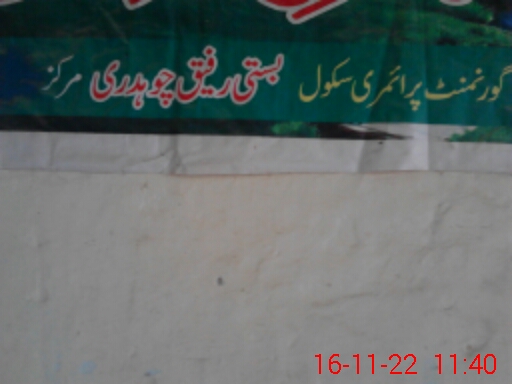 گورنمنٹ پرائمری سکول بستی رفیق چوہدری مرکز
16-11-22 11:40